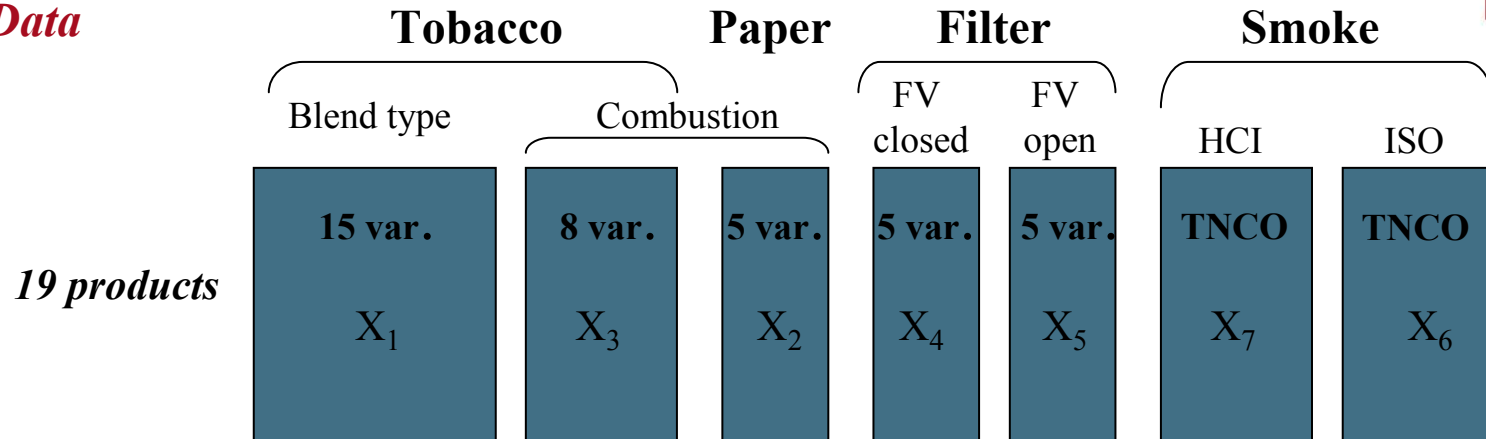 Data
Tobacco Paper Filter Smoke
Blend type Combustion FV closed FV open HCI ISO
15 var. 8 var. 5 var. 5 var. 5 var. TNCO TNCO
19 products
X₁ X₃ X₂ X₄ X₅ X₇ X₆